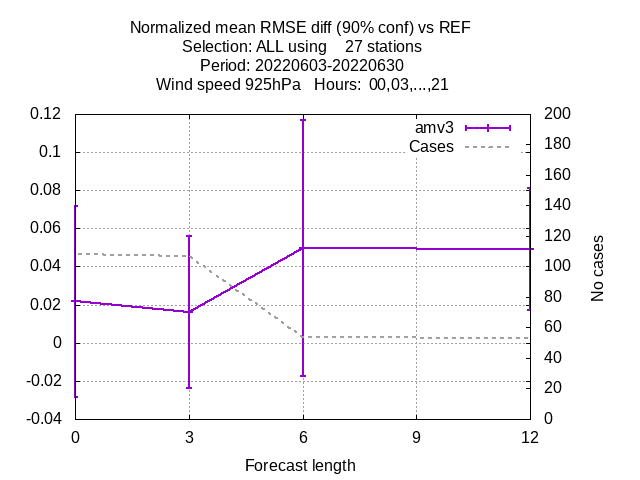 Normalized mean RMSE diff (90% conf) vs REF
Selection: ALL using    27 stations
Period: 20220603-20220630
Wind speed 925hPa   Hours:  00,03,...,21
amv3
Cases
0.12
0.1
0.08
0.06
0.04
0.02
0
-0.02
-0.04
200
180
160
140
120
100
80
60
40
20
0
No cases
0 3 6 9 12
Forecast length